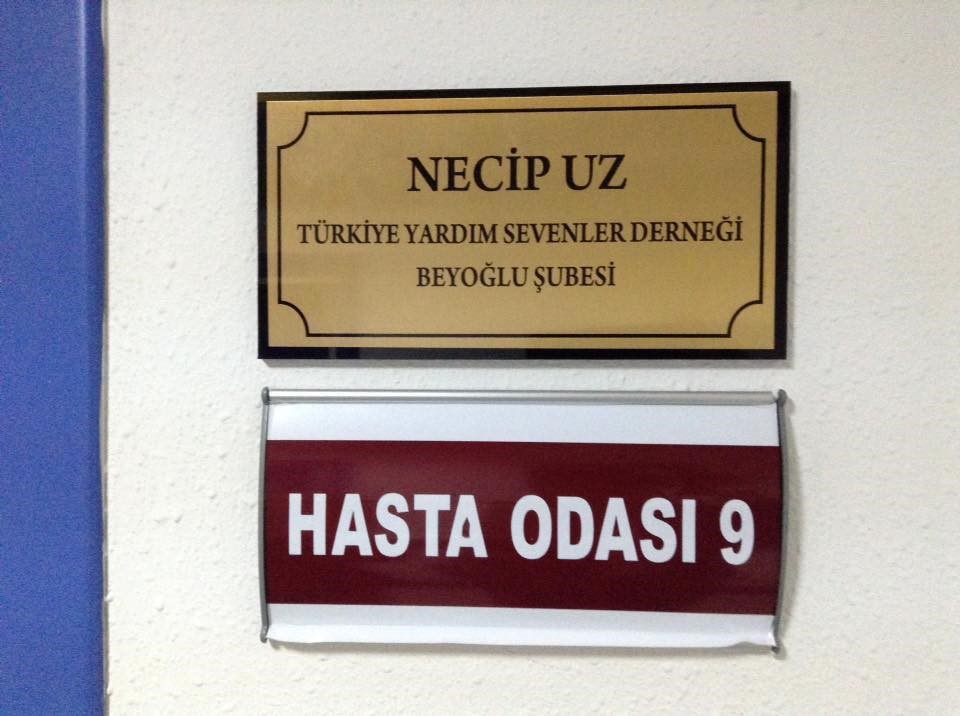 NECİP UZ
TÜRKİYE YARDIM SEVENLER DERNEĞİ
BEYOĞLU ŞUBESİ
HASTA ODASI 9